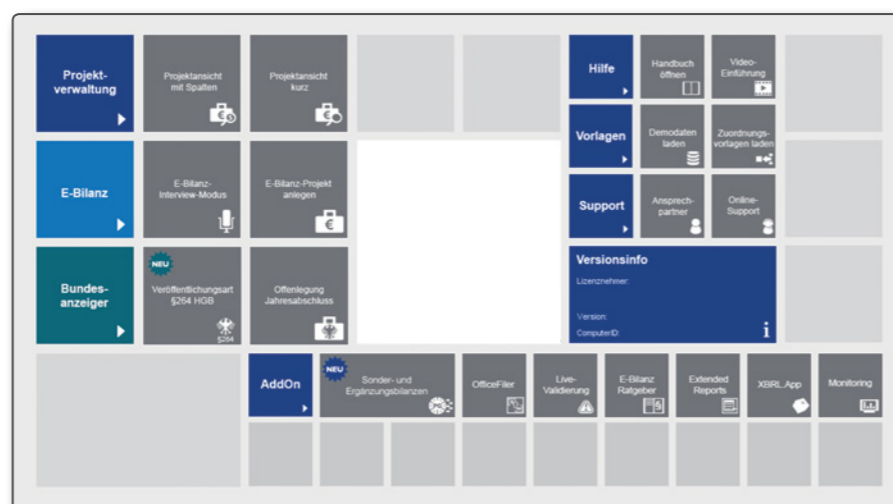 Projekt-
verwaltung
Projektansicht
mit Spalten
Projektansicht
kurz
Hilfe
Handbuch
öffnen
Video-
Einführung
Vorlagen
Demodaten
laden
Zuordnungs-
vorlagen laden
E-Bilanz
E-Bilanz-
Interview-Modus
E-Bilanz-Projekt
anlegen
Support
Ansprech-
partner
Online-
Support
Bundes-
anzeiger
NEU
Veröffentlichungsart
§264 HGB
§264
Offenlegung
Jahresabschluss
Versionsinfo
Lizenznehmer:
Version:
ComputerID:
AddOn
NEU
Sonder- und
Ergänzungsbilanzen
OfficeFiler
Live-
Validierung
E-Bilanz
Ratgeber
Extended
Reports
XBRL.App
Monitoring